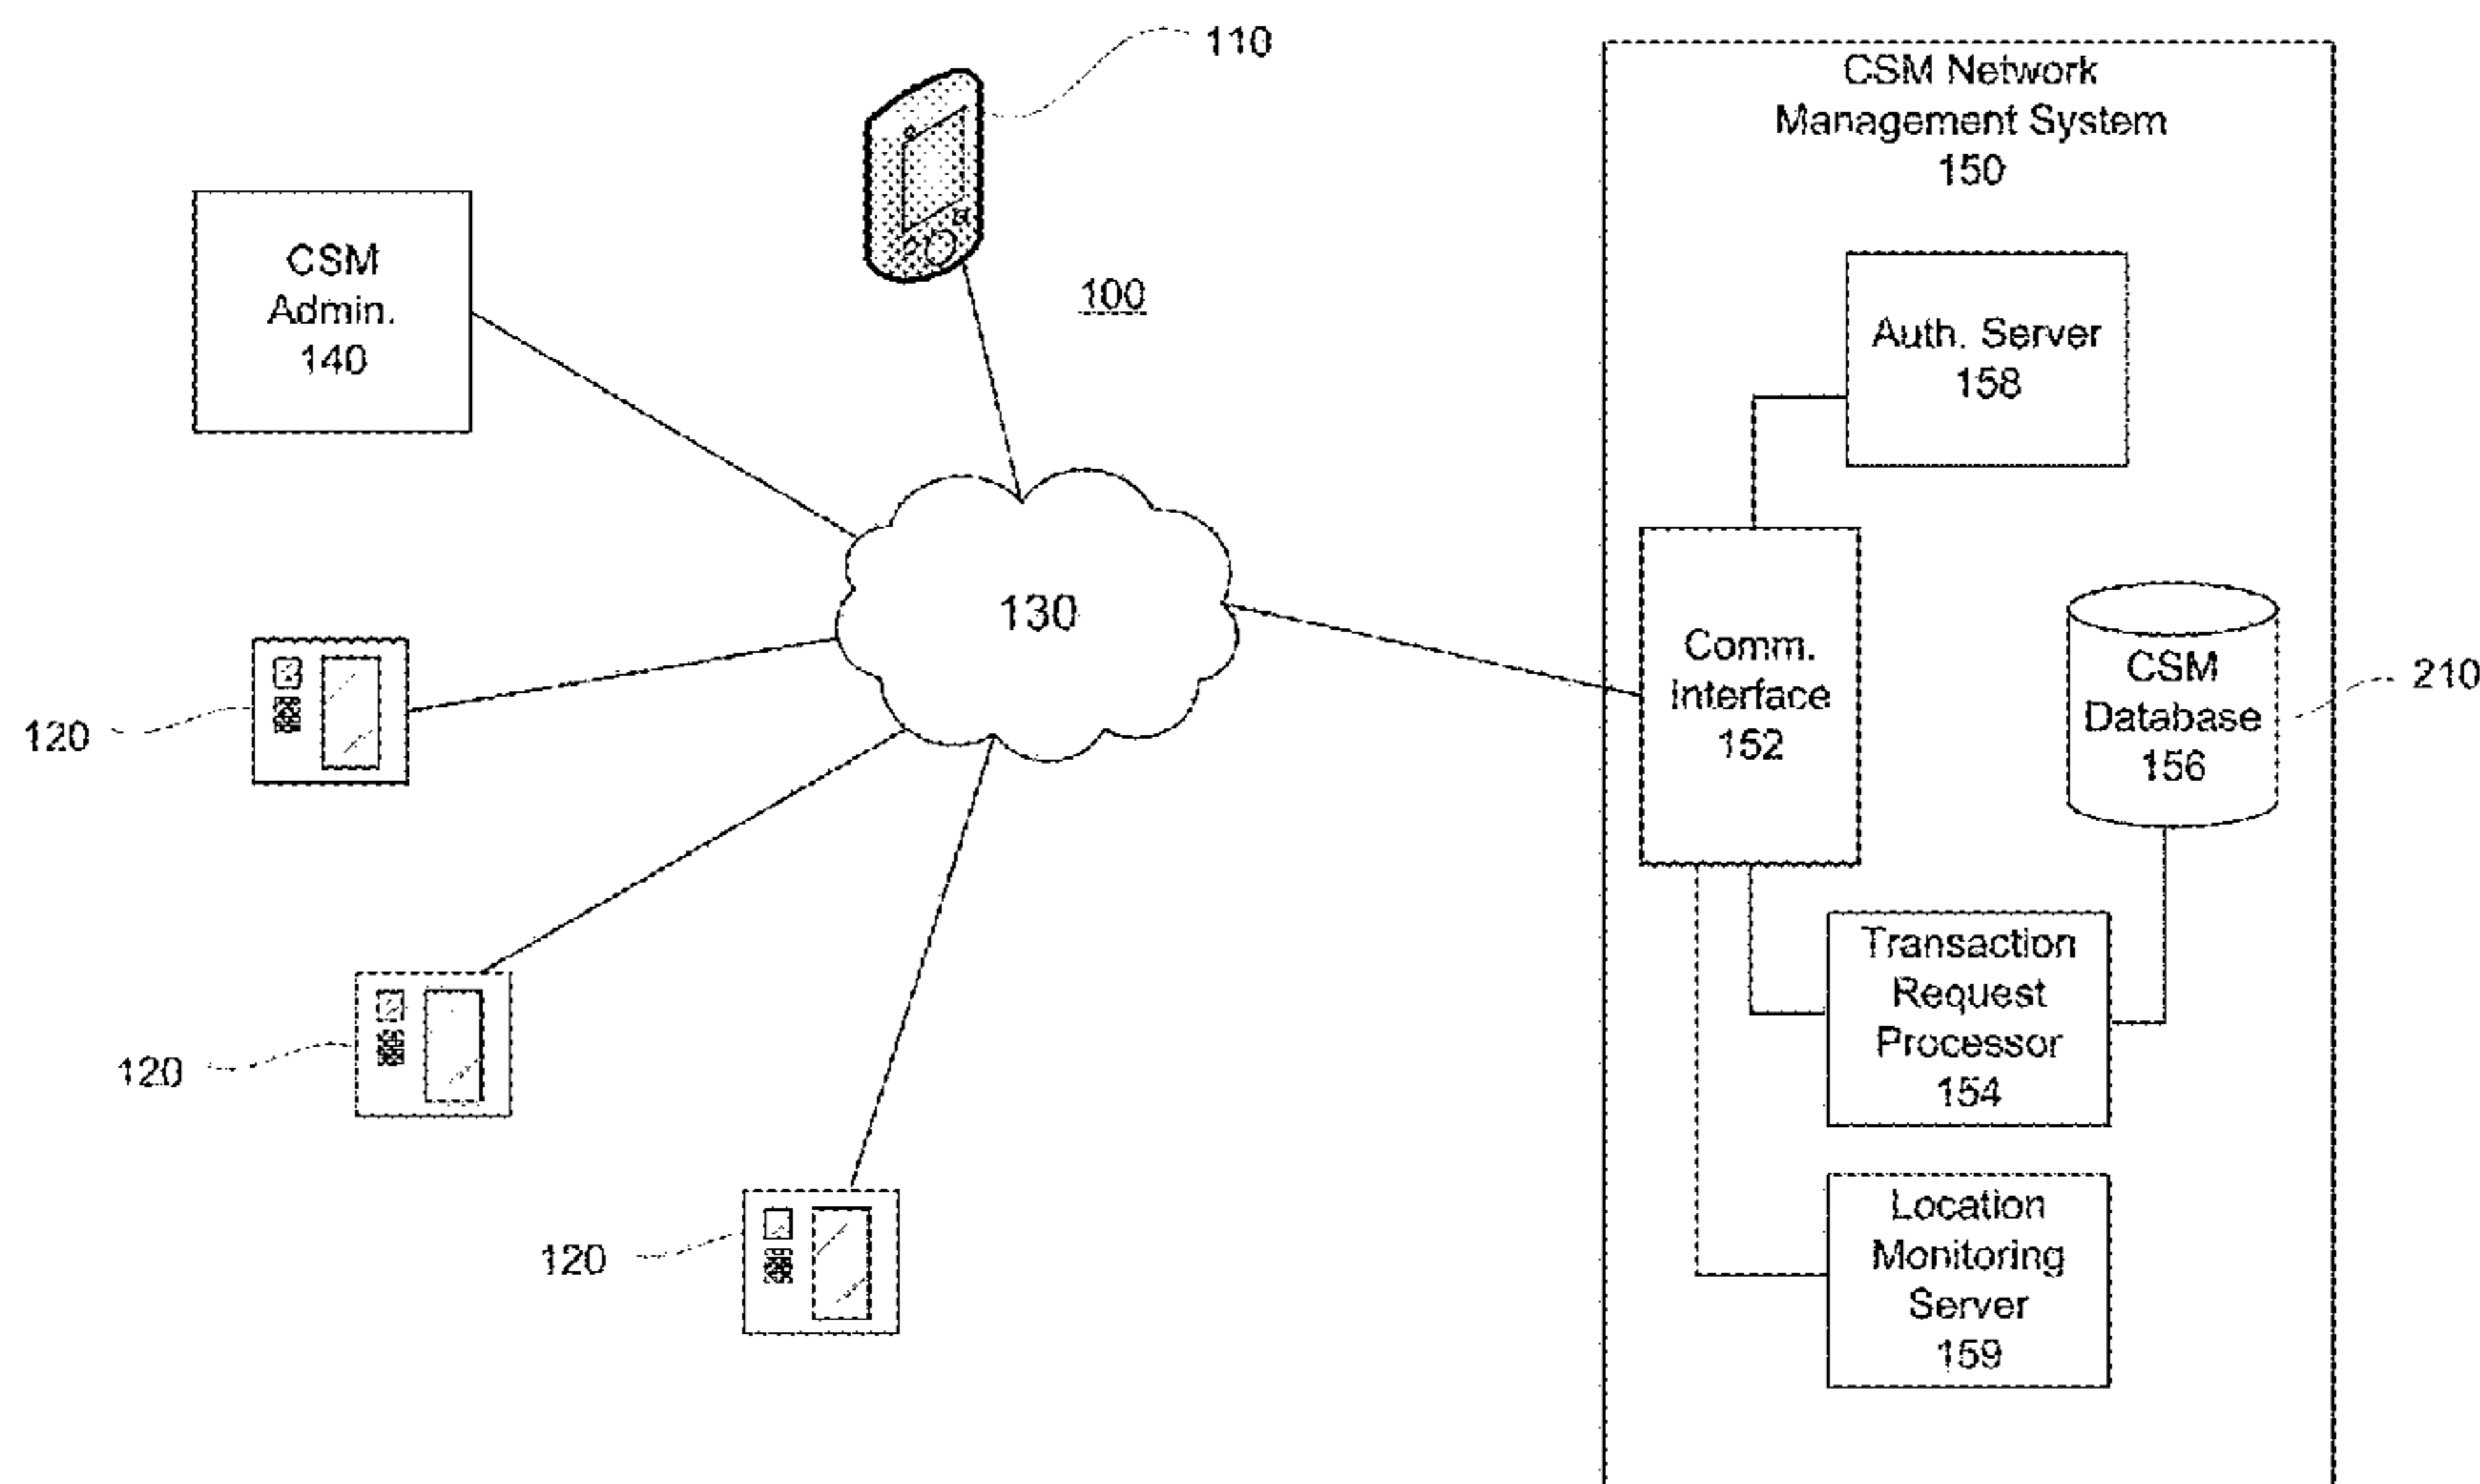 110
CSM Network
Management System
150
CSM
Admin.
140
100
Auth. Server
158
130
Comm.
Interface
152
CSM
Database
156
210
120
Transaction
Request
Processor
154
120
Location
Monitoring
Server
159
120